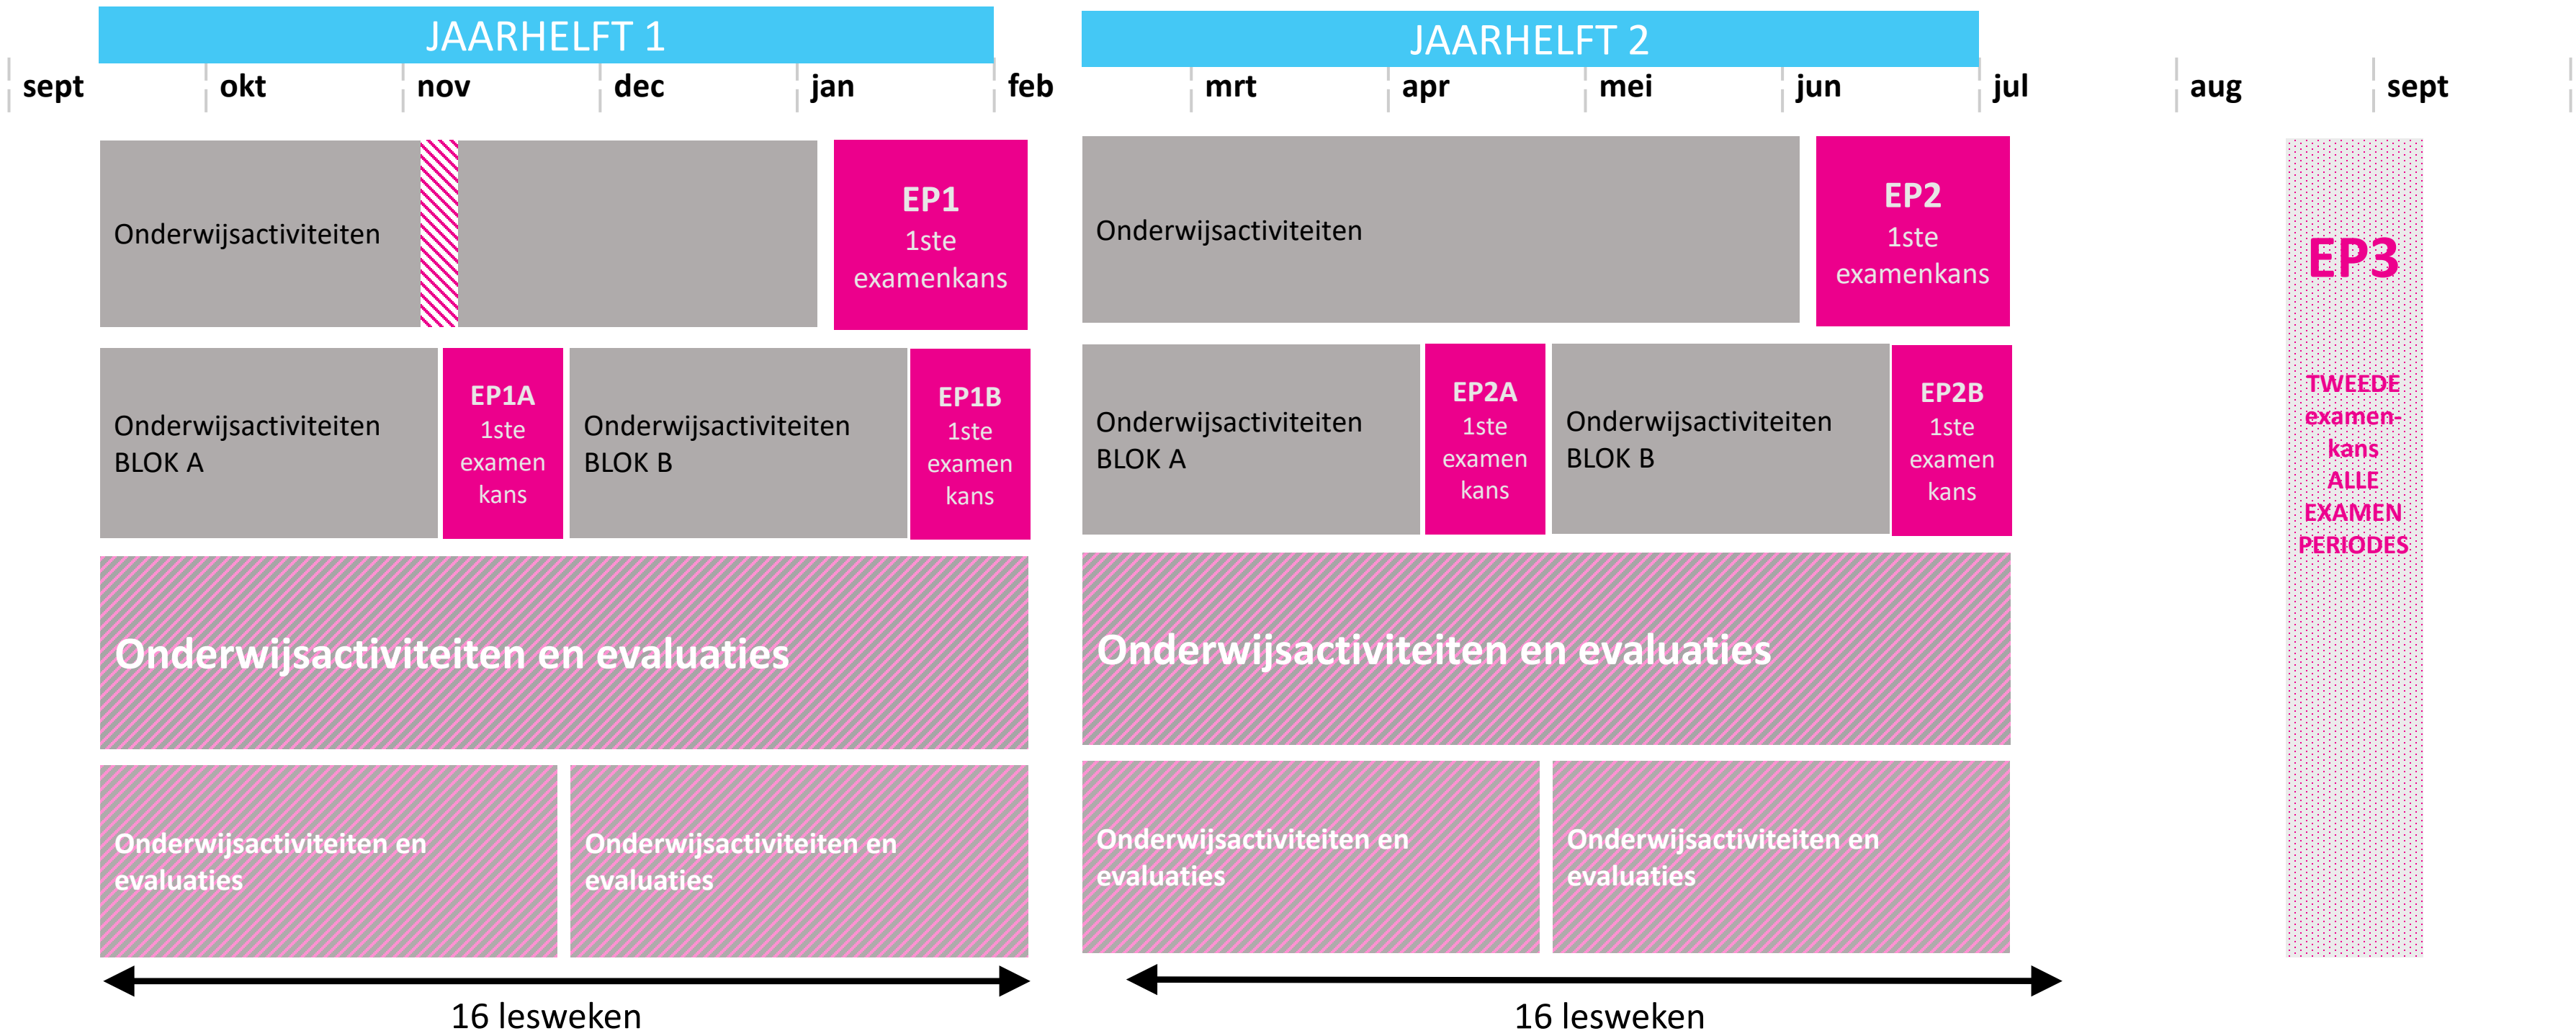 JAARHELFT 1
JAARHELFT 2
sept okt nov dec jan feb mrt apr mei jun jul aug sept
Onderwijsactiviteiten
EP1
1ste
examenkans
Onderwijsactiviteiten
EP2
1ste
examenkans
Onderwijsactiviteiten
BLOK A
EP1A
1ste
examen
kans
Onderwijsactiviteiten
BLOK B
EP1B
1ste
examen
kans
Onderwijsactiviteiten
BLOK A
EP2A
1ste
examen
kans
Onderwijsactiviteiten
BLOK B
EP2B
1ste
examen
kans
EP3
TWEEDE
examen-
kans
ALLE
EXAMEN
PERIODES
Onderwijsactiviteiten en evaluaties
Onderwijsactiviteiten en evaluaties
Onderwijsactiviteiten en
evaluaties
Onderwijsactiviteiten en
evaluaties
Onderwijsactiviteiten en
evaluaties
Onderwijsactiviteiten en
evaluaties
16 lesweken
16 lesweken